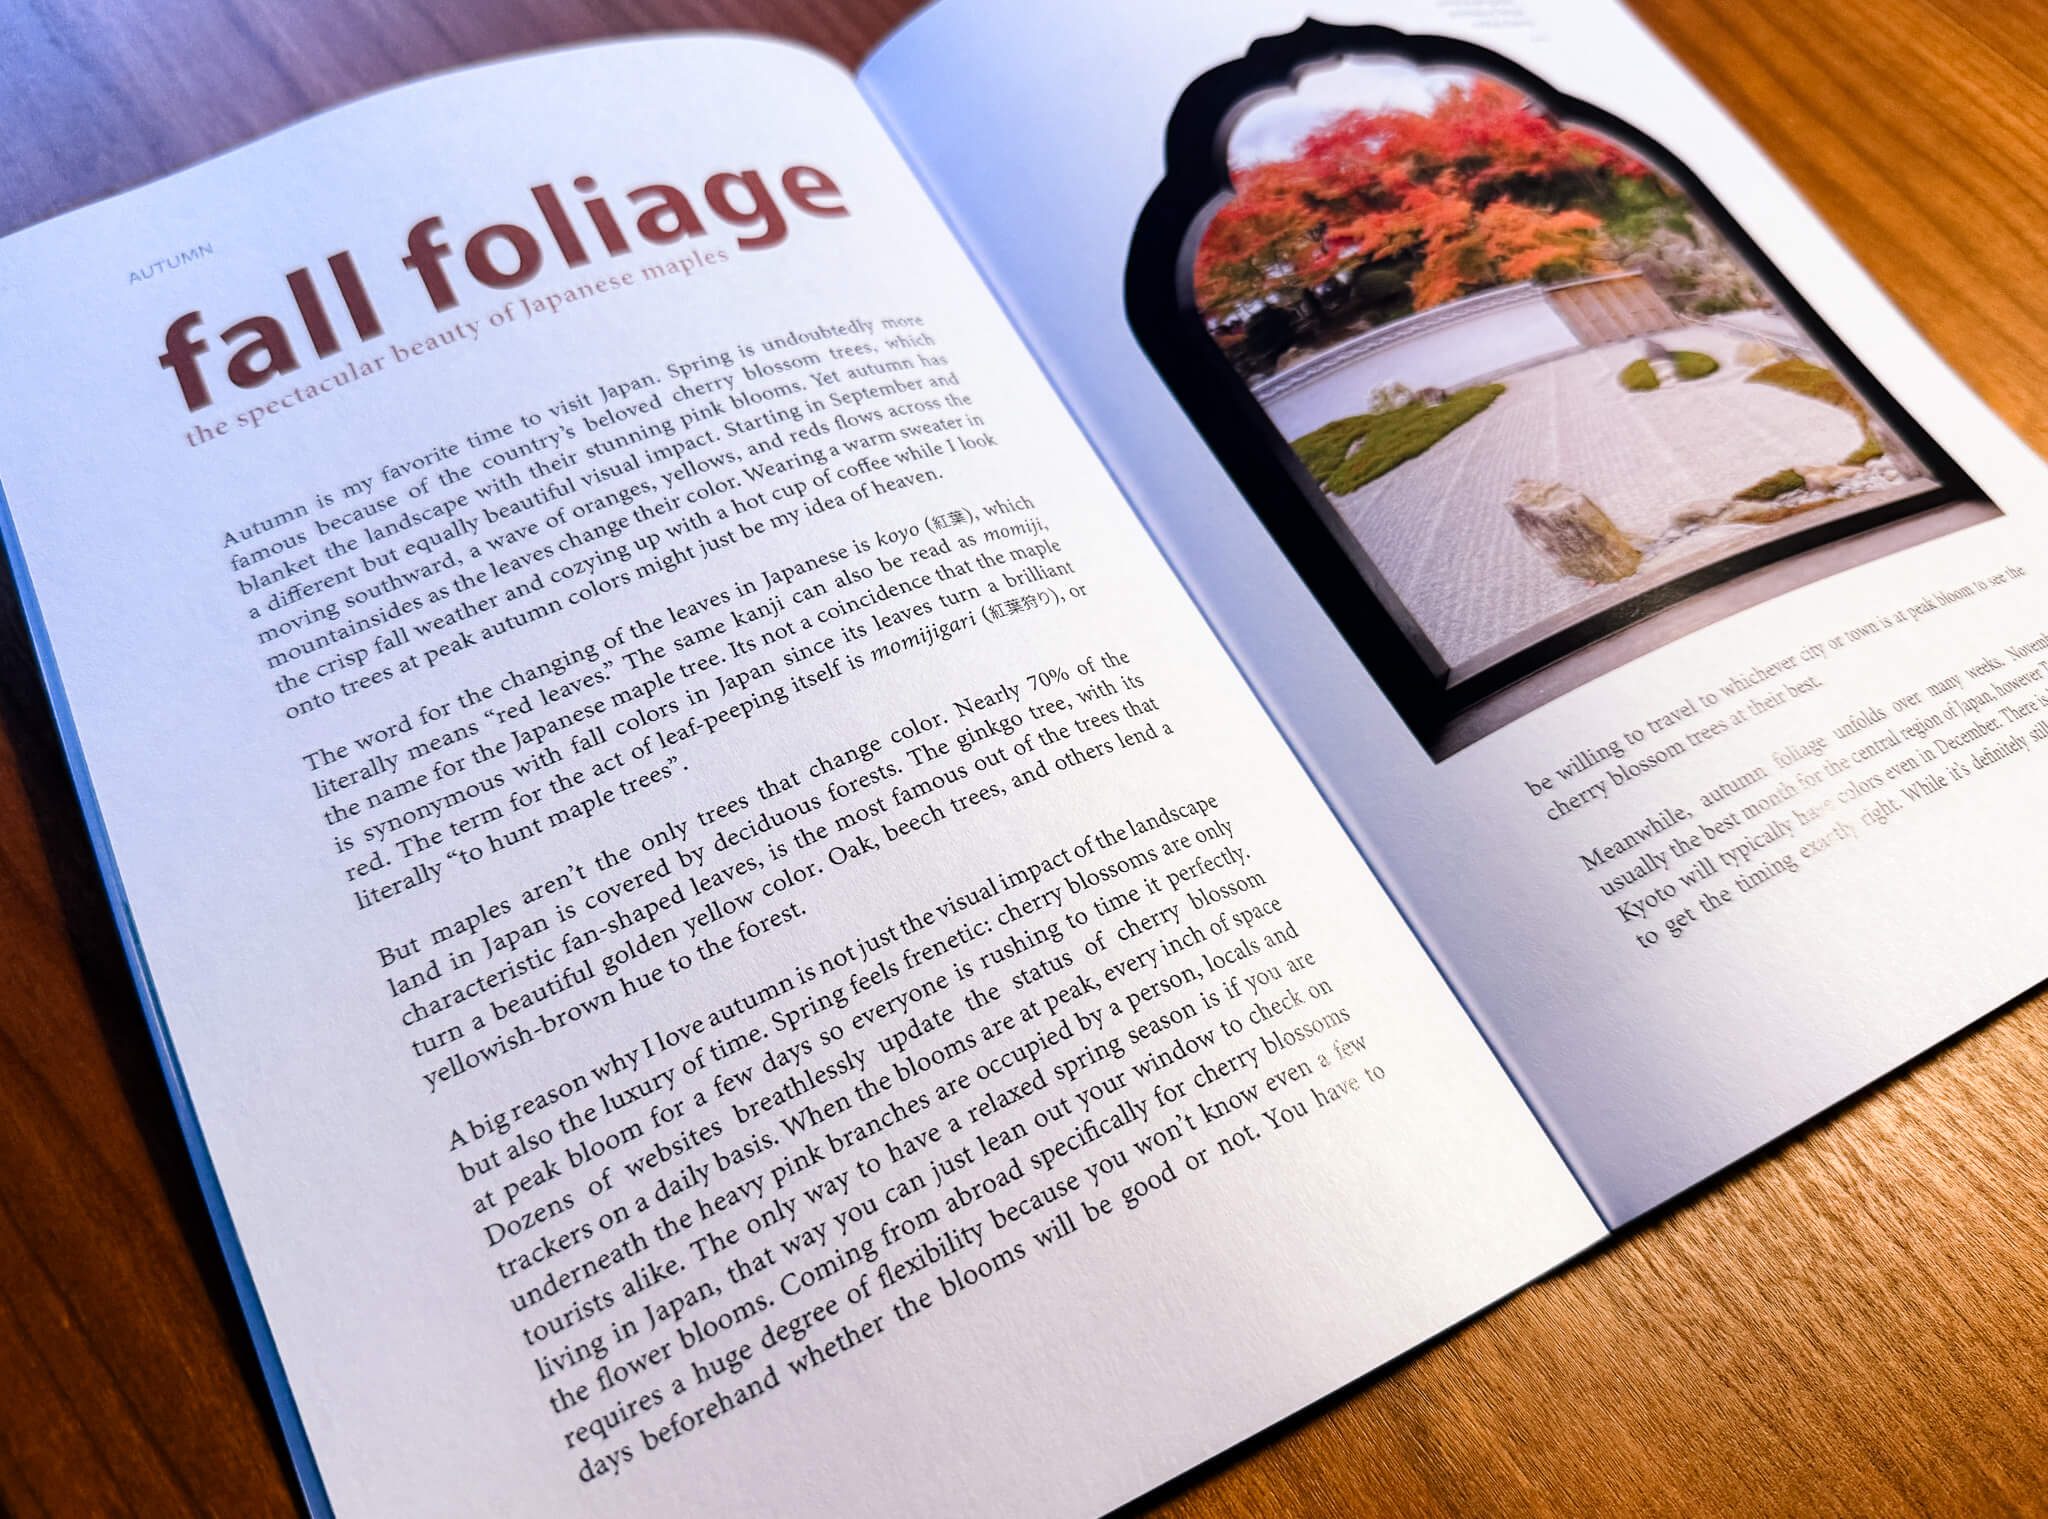 AUTUMN
fall foliage
the spectacular beauty of Japanese maples
Autumn is my favorite time to visit Japan. Spring is undoubtedly more
famous because of the country's beloved cherry blossom trees, which
blanket the landscape with their stunning pink blooms. Yet autumn has
a different but equally beautiful visual impact. Starting in September and
moving southward, a wave of oranges, yellows, and reds flows across the
mountainsides as the leaves change their color. Wearing a warm sweater in
the crisp fall weather and cozying up with a hot cup of coffee while I look
onto trees at peak autumn colors might just be my idea of heaven.
The word for the changing of the leaves in Japanese is koyo (紅葉), which
literally means “red leaves.” The same kanji can also be read as momiji,
the name for the Japanese maple tree. Its not a coincidence that the maple
is synonymous with fall colors in Japan since its leaves turn a brilliant
red. The term for the act of leaf-peeping itself is momijigari (紅葉狩り), or
literally “to hunt maple trees”.
But maples aren't the only trees that change color. Nearly 70% of the
land in Japan is covered by deciduous forests. The ginkgo tree, with its
characteristic fan-shaped leaves, is the most famous out of the trees that
turn a beautiful golden yellow color. Oak, beech trees, and others lend a
yellowish-brown hue to the forest.
A big reason why I love autumn is not just the visual impact of the landscape
but also the luxury of time. Spring feels frenetic: cherry blossoms are only
at peak bloom for a few days so everyone is rushing to time it perfectly.
Dozens of websites breathlessly update the status of cherry blossom
trackers on a daily basis. When the blooms are at peak, every inch of space
underneath the heavy pink branches are occupied by a person, locals and
tourists alike. The only way to have a relaxed spring season is if you are
living in Japan, that way you can just lean out your window to check on
the flower blooms. Coming from abroad specifically for cherry blossoms
requires a huge degree of flexibility because you won't know even a few
days beforehand whether the blooms will be good or not. You have to
be willing to travel to whichever city or town is at peak bloom to see the
cherry blossom trees at their best.
Meanwhile, autumn foliage unfolds over many weeks.
usually the best month for the central region of Japan, however
Kyoto will typically have colors even in December. There is
to get the timing exactly right. While it's definitely